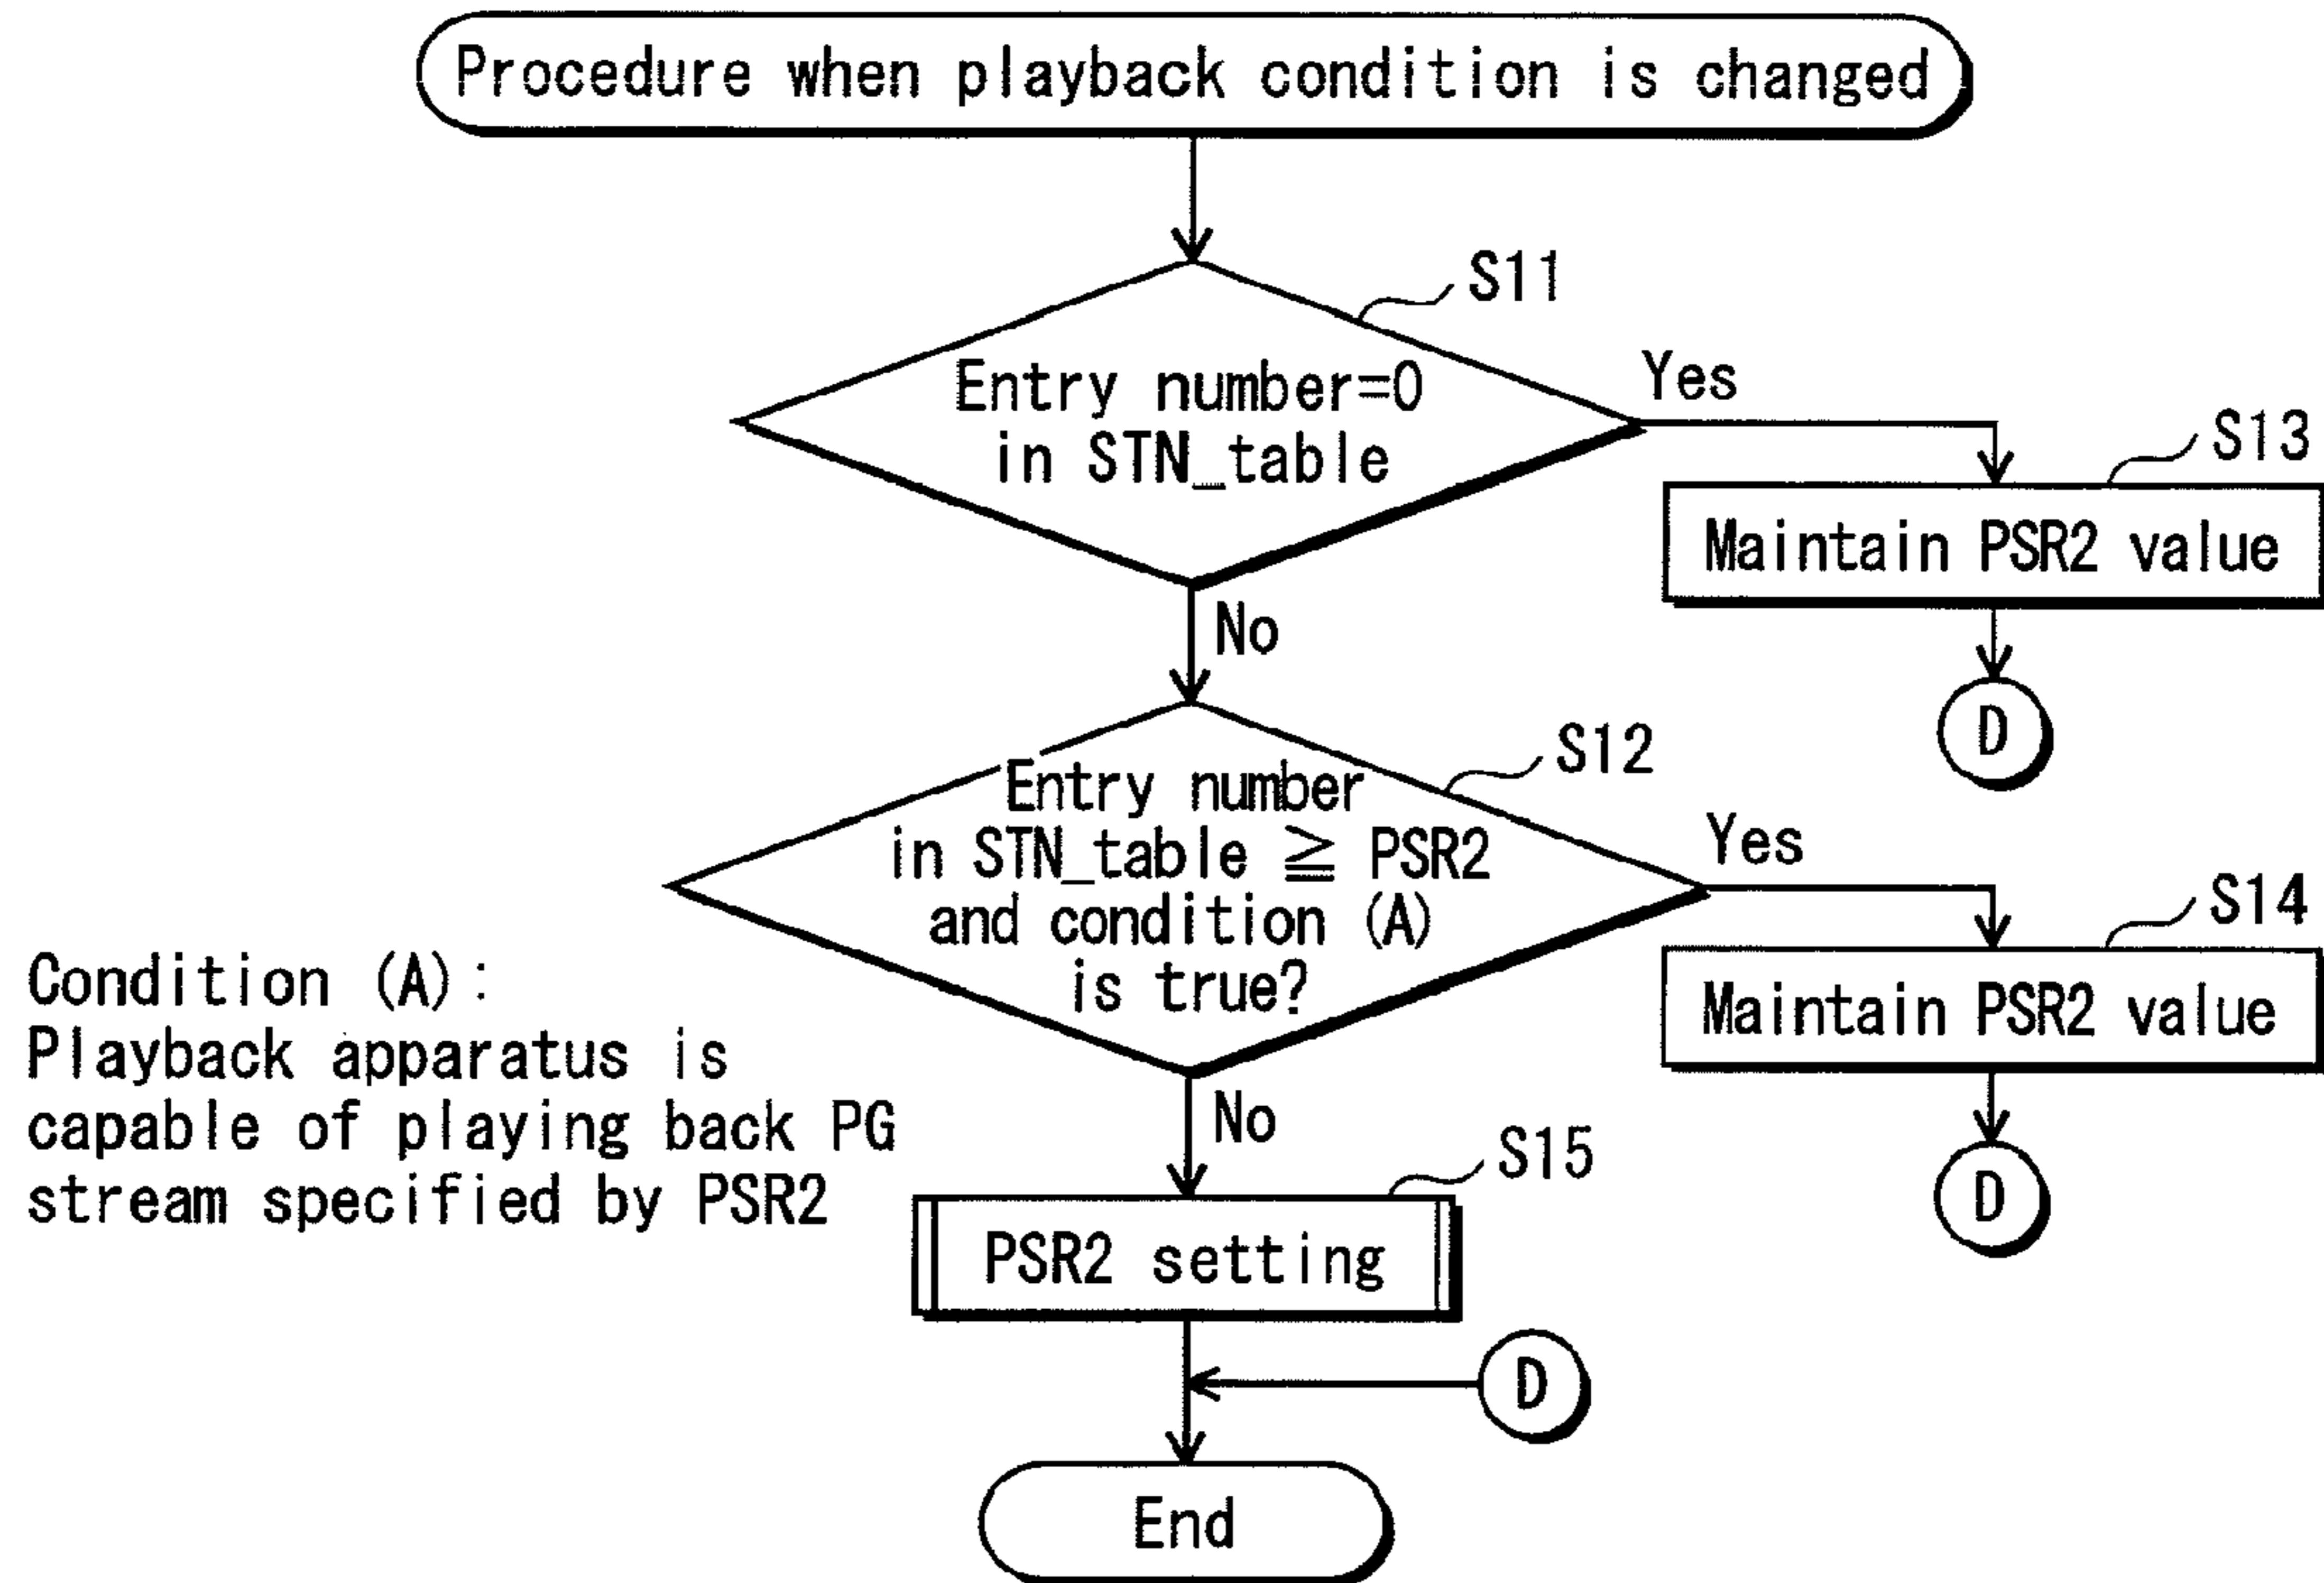 Procedure when playback condition is changed
S11
Entry number=0
in STN_table
Yes
S13
Maintain PSR2 value
D
No
S12
Entry number
in STN_table ≧ PSR2
and condition (A)
is true?
Yes
S14
Maintain PSR2 value
D
Condition (A):
Playback apparatus is
capable of playing back PG
stream specified by PSR2
No
S15
PSR2 setting
D
End